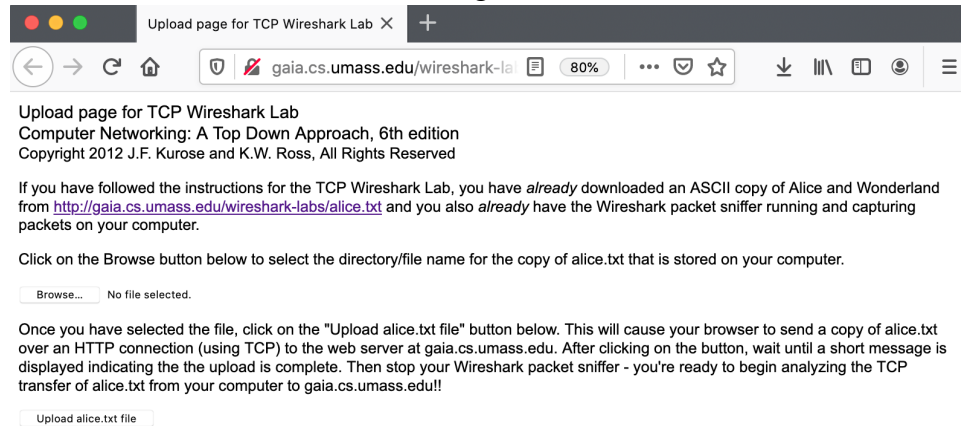 Upload page for TCP Wireshark Lab
gaia.cs.umass.edu/wireshark-la
80%
Upload page for TCP Wireshark Lab
Computer Networking: A Top Down Approach, 6th edition
Copyright 2012 J.F. Kurose and K.W. Ross, All Rights Reserved
If you have followed the instructions for the TCP Wireshark Lab, you have already downloaded an ASCII copy of Alice and Wonderland
from http://gaia.cs.umass.edu/wireshark-labs/alice.txt and you also already have the Wireshark packet sniffer running and capturing
packets on your computer.
Click on the Browse button below to select the directory/file name for the copy of alice.txt that is stored on your computer.
Browse... No file selected.
Once you have selected the file, click on the "Upload alice.txt file" button below. This will cause your browser to send a copy of alice.txt
over an HTTP connection (using TCP) to the web server at gaia.cs.umass.edu. After clicking on the button, wait until a short message is
displayed indicating the the upload is complete. Then stop your Wireshark packet sniffer - you're ready to begin analyzing the TCP
transfer of alice.txt from your computer to gaia.cs.umass.edu!!
Upload alice.txt file